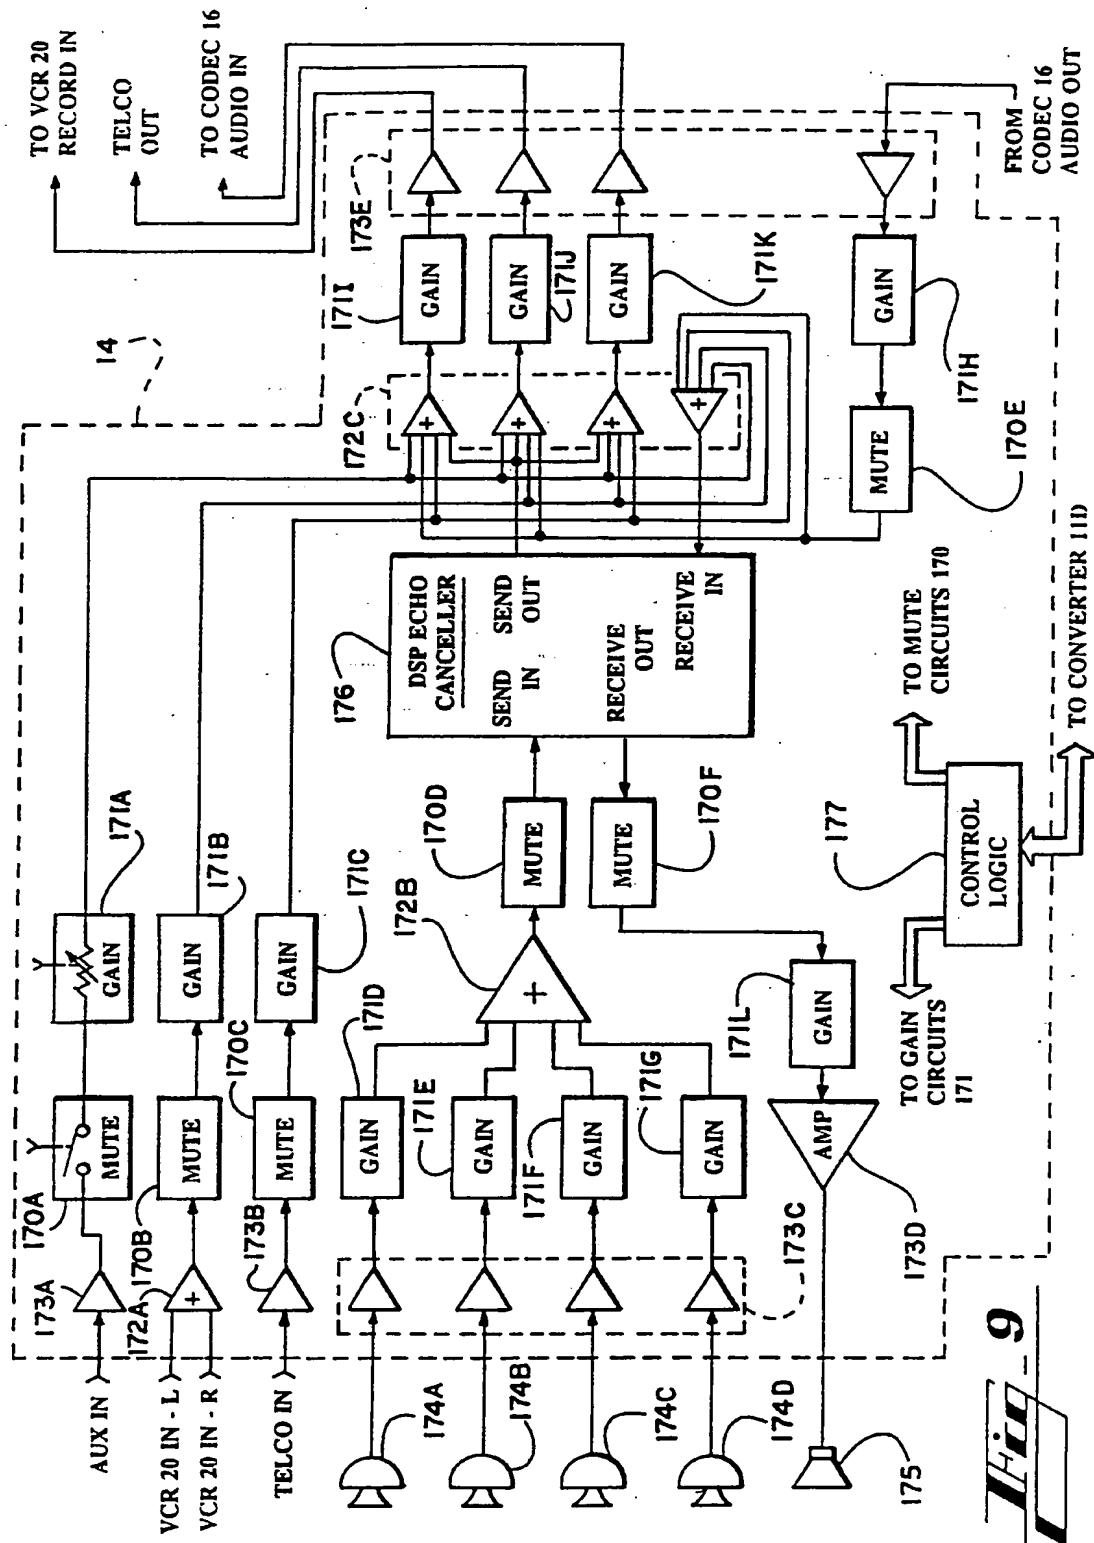 TO VCR 20
RECORD IN
TELCO
OUT
TO CODEC 16
AUDIO IN
14
173E
171I
GAIN
GAIN
171J
GAIN
171K
172C
+
+
+
+
FROM
CODEC 16
AUDIO OUT
GAIN
171H
MUTE
170E
176
DSP ECHO
CANCELLER
SEND
IN
SEND
OUT
RECEIVE
OUT
RECEIVE
IN
171A
GAIN
171B
GAIN
171C
GAIN
170A
MUTE
170B
MUTE
170C
MUTE
173A
172A
+
173B
AUX IN
VCR 20 IN - L
VCR 20 IN - R
TELCO IN
171D
GAIN
171E
GAIN
171F
GAIN
171G
GAIN
172B
+
170D
MUTE
170F
MUTE
171L
GAIN
AMP
173D
173C
174A
174B
174C
174D
175
177
CONTROL
LOGIC
TO MUTE
CIRCUITS 170
TO GAIN
CIRCUITS
171
TO CONVERTER 11D
Fig. 9